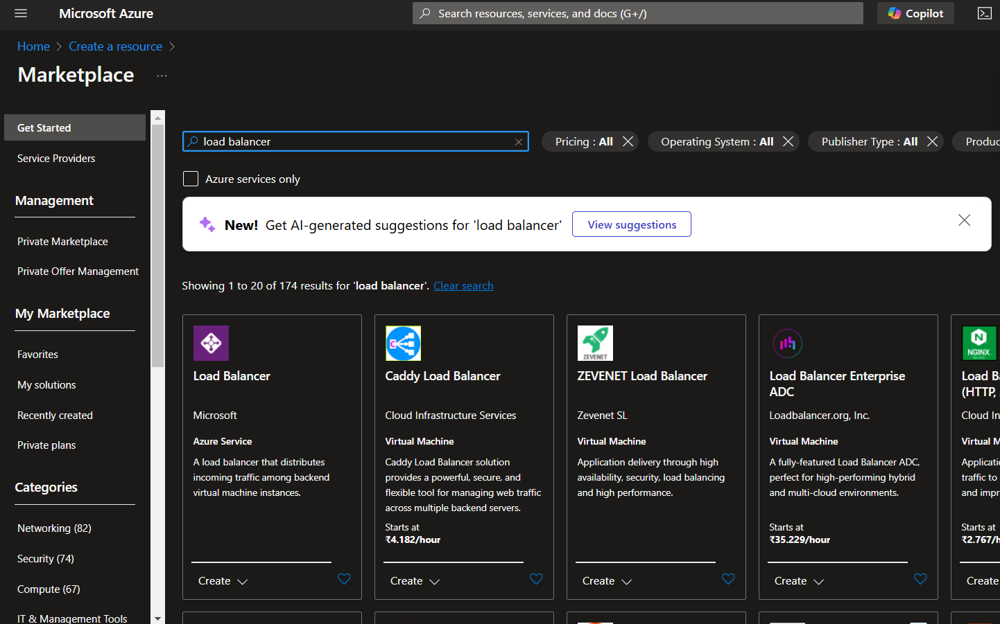 Microsoft Azure
Search resources, services, and docs (G+/)
Copilot
Home > Create a resource >
Marketplace ...
Get Started
Service Providers
Management
Private Marketplace
Private Offer Management
My Marketplace
Favorites
My solutions
Recently created
Private plans
Categories
Networking (82)
Security (74)
Compute (67)
IT & Management Tools
load balancer
Pricing : All
Operating System : All
Publisher Type : All
Produc
Azure services only
New! Get AI-generated suggestions for 'load balancer'
View suggestions
Showing 1 to 20 of 174 results for 'load balancer'. Clear search
Load Balancer
Microsoft
Azure Service
A load balancer that distributes
incoming traffic among backend
virtual machine instances.
Create
C
Caddy Load Balancer
Cloud Infrastructure Services
Virtual Machine
Caddy Load Balancer solution
provides a powerful, secure, and
flexible tool for managing web traffic
across multiple backend servers.
Starts at
₹4.182/hour
Create
ZEVENET
ZEVENET Load Balancer
Zevenet SL
Virtual Machine
Application delivery through high
availability, security, load balancing
and high performance.
Create
Load Balancer Enterprise
ADC
Loadbalancer.org, Inc.
Virtual Machine
A fully-featured Load Balancer ADC,
perfect for high-performing hybrid
and multi-cloud environments.
Starts at
₹35.229/hour
Create
N
NGINX
Load Ba
(HTTP,
Cloud In
Virtual M
Applicati
traffic to
and impr
Starts at
₹2.767/h
Create